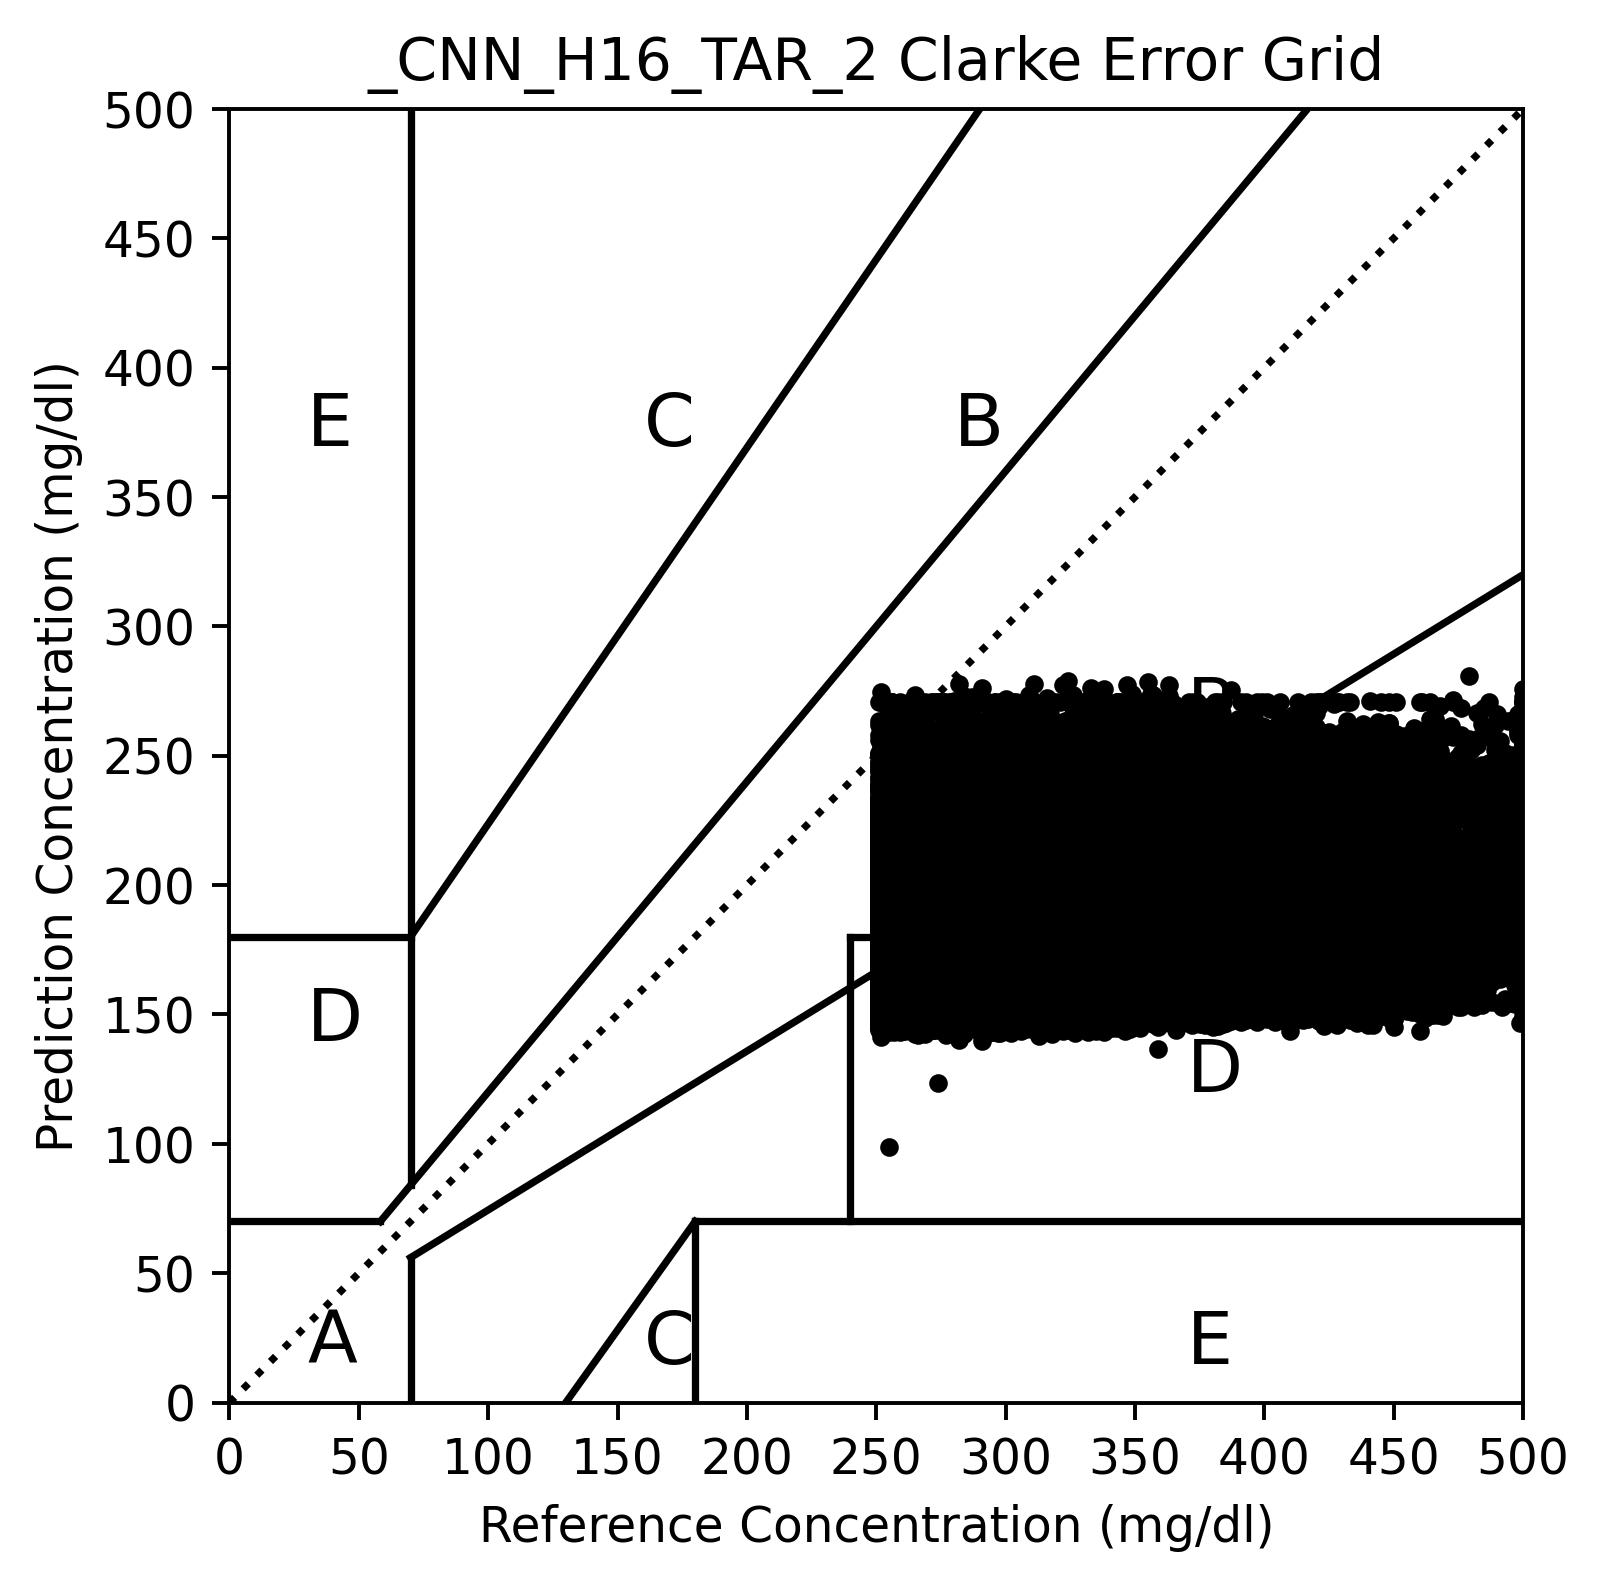 _CNN_H16_TAR_2 Clarke Error Grid
500
450
400
350
300
250
200
150
100
50
0
Prediction Concentration (mg/dl)
E
C
B
D
D
A
C
E
0 50 100 150 200 250 300 350 400 450 500
Reference Concentration (mg/dl)